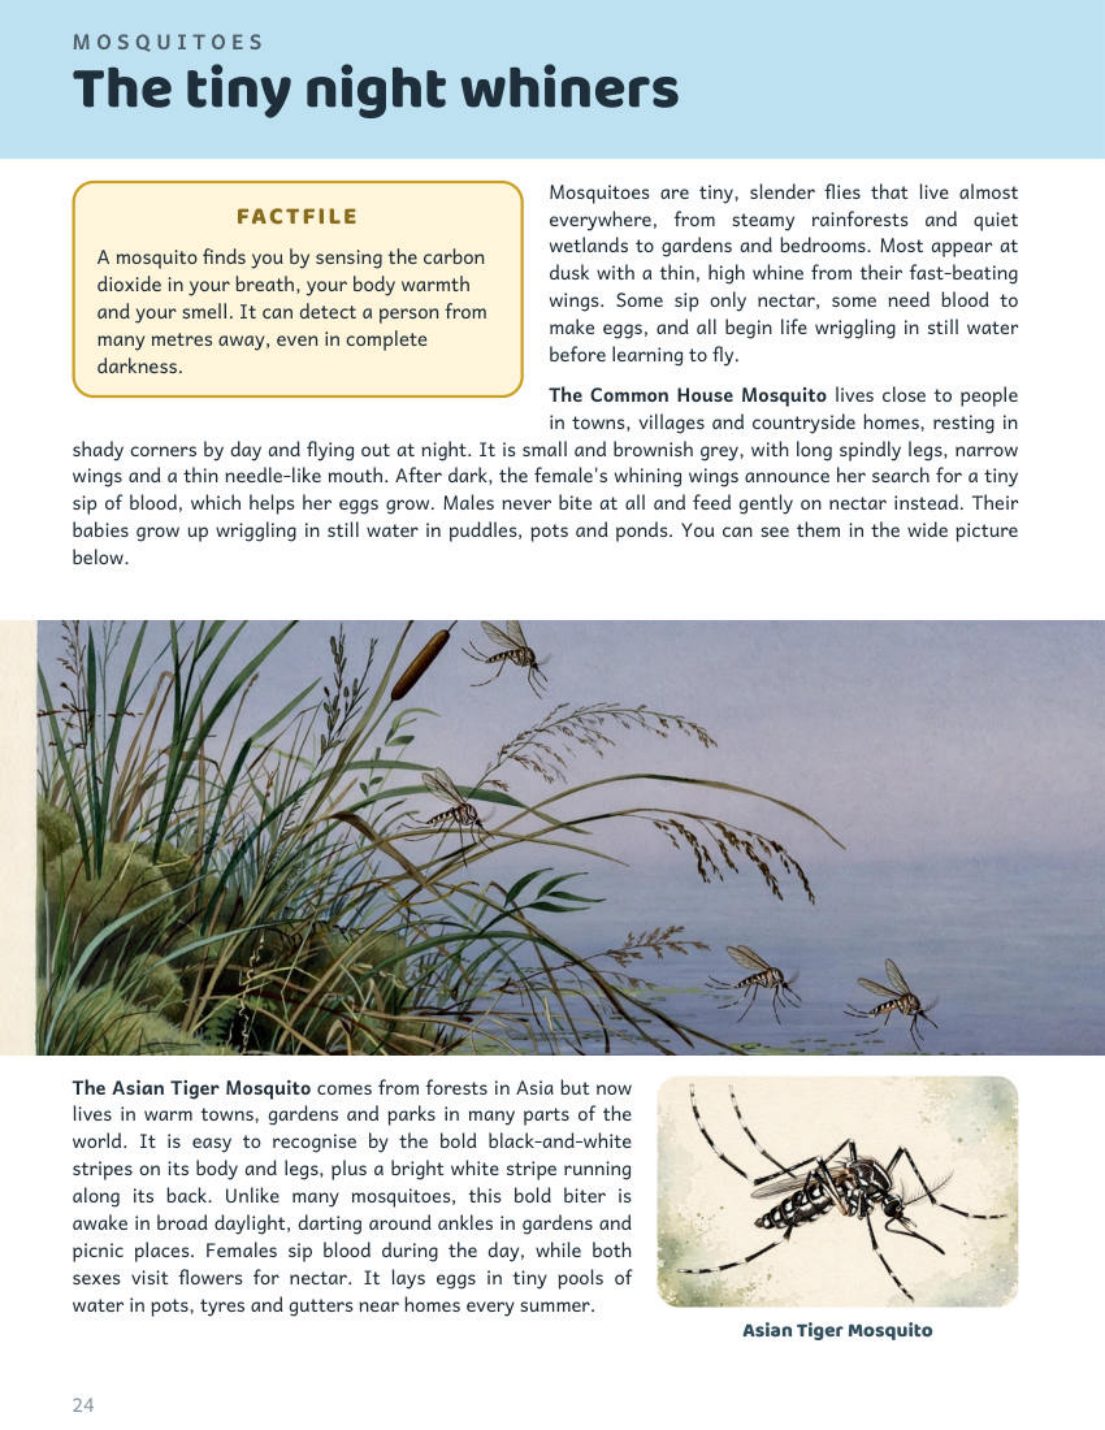 MOSQUITOES
The tiny night whiners
FACTFILE
A mosquito finds you by sensing the carbon
dioxide in your breath, your body warmth
and your smell. It can detect a person from
many metres away, even in complete
darkness.
Mosquitoes are tiny, slender flies that live almost
everywhere, from steamy rainforests and quiet
wetlands to gardens and bedrooms. Most appear at
dusk with a thin, high whine from their fast-beating
wings. Some sip only nectar, some need blood to
make eggs, and all begin life wriggling in still water
before learning to fly.
The Common House Mosquito lives close to people
in towns, villages and countryside homes, resting in
shady corners by day and flying out at night. It is small and brownish grey, with long spindly legs, narrow
wings and a thin needle-like mouth. After dark, the female's whining wings announce her search for a tiny
sip of blood, which helps her eggs grow. Males never bite at all and feed gently on nectar instead. Their
babies grow up wriggling in still water in puddles, pots and ponds. You can see them in the wide picture
below.
The Asian Tiger Mosquito comes from forests in Asia but now
lives in warm towns, gardens and parks in many parts of the
world. It is easy to recognise by the bold black-and-white
stripes on its body and legs, plus a bright white stripe running
along its back. Unlike many mosquitoes, this bold biter is
awake in broad daylight, darting around ankles in gardens and
picnic places. Females sip blood during the day, while both
sexes visit flowers for nectar. It lays eggs in tiny pools of
water in pots, tyres and gutters near homes every summer.
Asian Tiger Mosquito
24